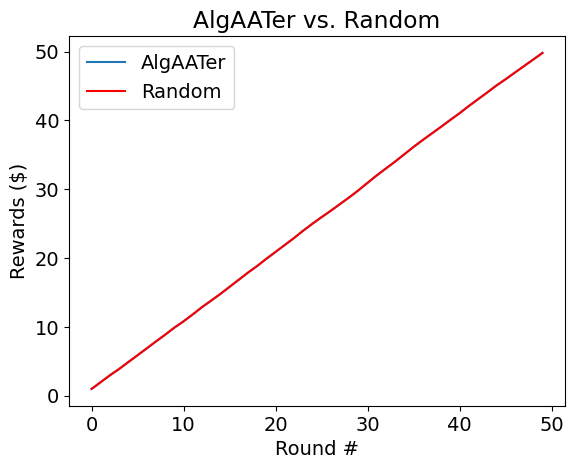 AlgAATer vs. Random
AlgAATer
Random
Rewards ($)
50
40
30
20
10
0
0 10 20 30 40 50
Round #